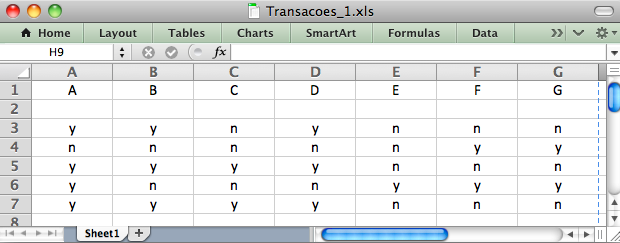 Transacoes_1.xls
Home Layout Tables Charts SmartArt Formulas Data
H9 fx
A B C D E F G
1 A B C D E F G
2
3 y y n y n n n
4 n n n n n y y
5 y y y y n n n
6 y n n n y y y
7 y y y y n n n
8
Sheet1